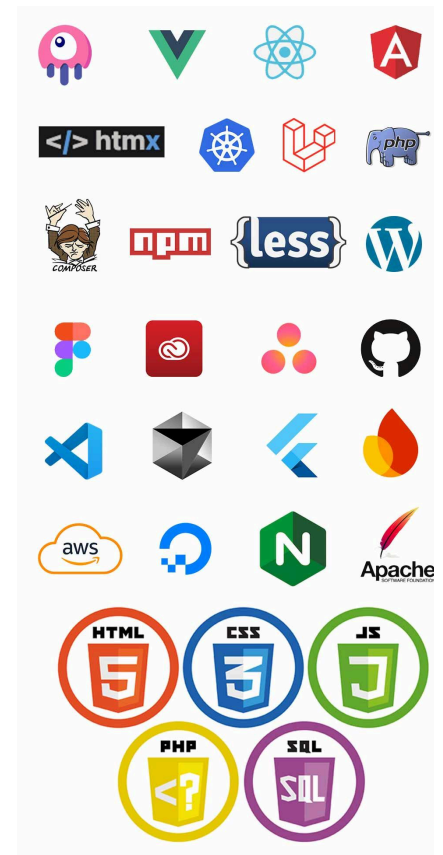 A
</> htmx
php
COMPOSER
npm
{less}
W
aws
N
Apache
SOFTWARE FOUNDATION
HTML
5
CSS
3
JS
J
PHP
<?
SQL
SQL